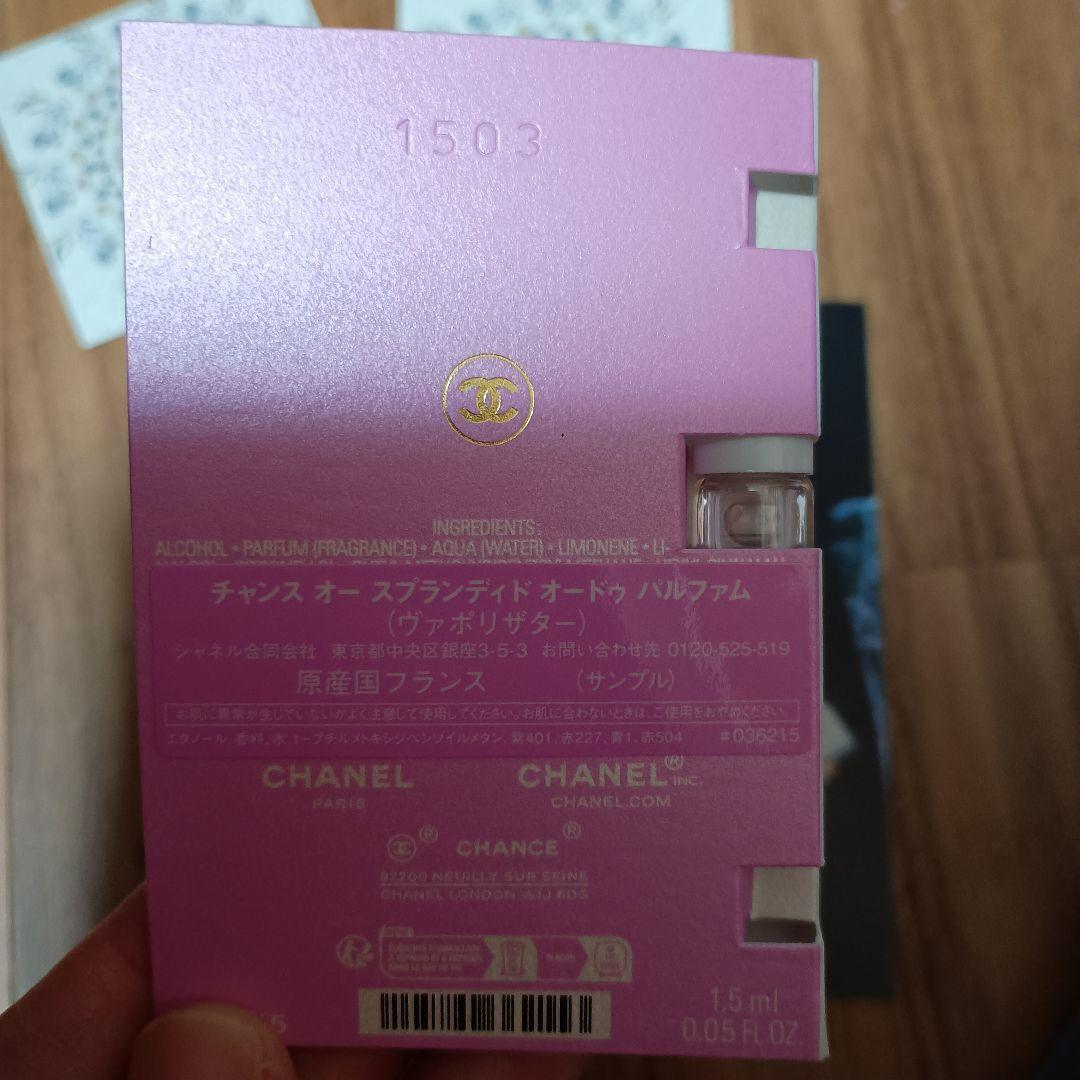 1503
INGREDIENTS:
ALCOHOL • PARFUM (FRAGRANCE) • AQUA (WATER) • LIMONENE • LI-
チャンス オー スプランディド オードゥ パルファム
(ヴァポリザター)
シャネル合同会社 東京都中央区銀座3-5-3 お問い合わせ先 0120-525-519
原産国フランス (サンプル)
お肌に異常が生じていないかよく注意して使用してください。お肌に合わないときは、ご使用をおやめください。
エタノール、香料、水、t-ブチルメトキシジベンゾイルメタン、紫401、赤227、青1、赤504 #036215
CHANEL CHANEL® INC.
PARIS CHANEL.COM
® CHANCE ®
92200 NEUILLY SUR SEINE
CHANEL LONDON W1J 6DG
1,5 ml
0.05 FL.OZ.